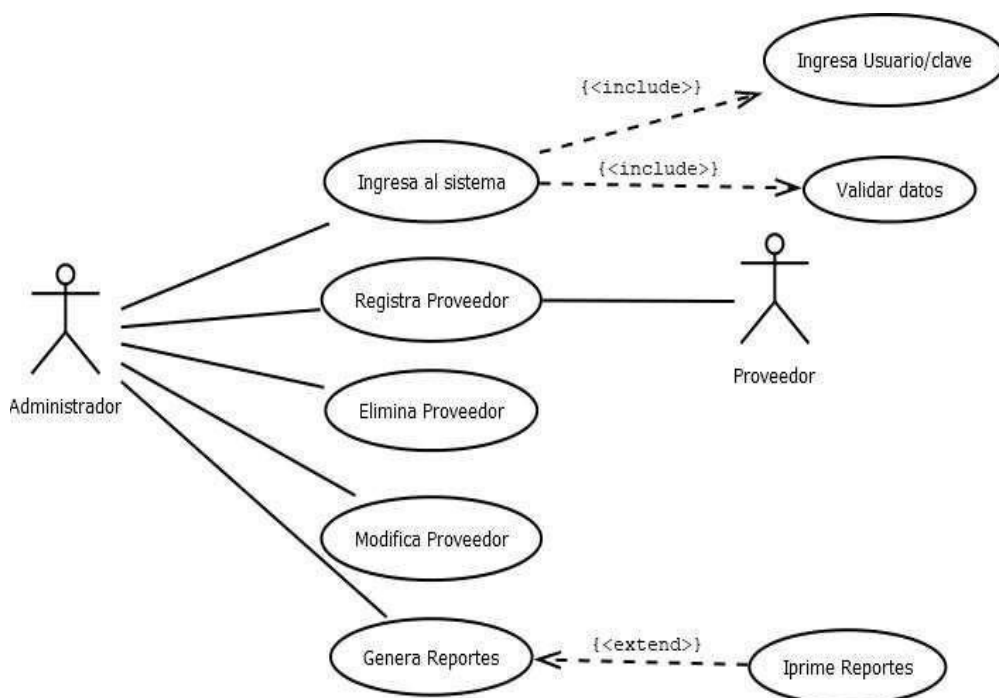 Ingresa Usuario/clave
{<include>}
Ingresa al sistema
{<include>}
Validar datos
Registra Proveedor
Proveedor
Administrador
Elimina Proveedor
Modifica Proveedor
Genera Reportes
{<extend>}
Iprime Reportes